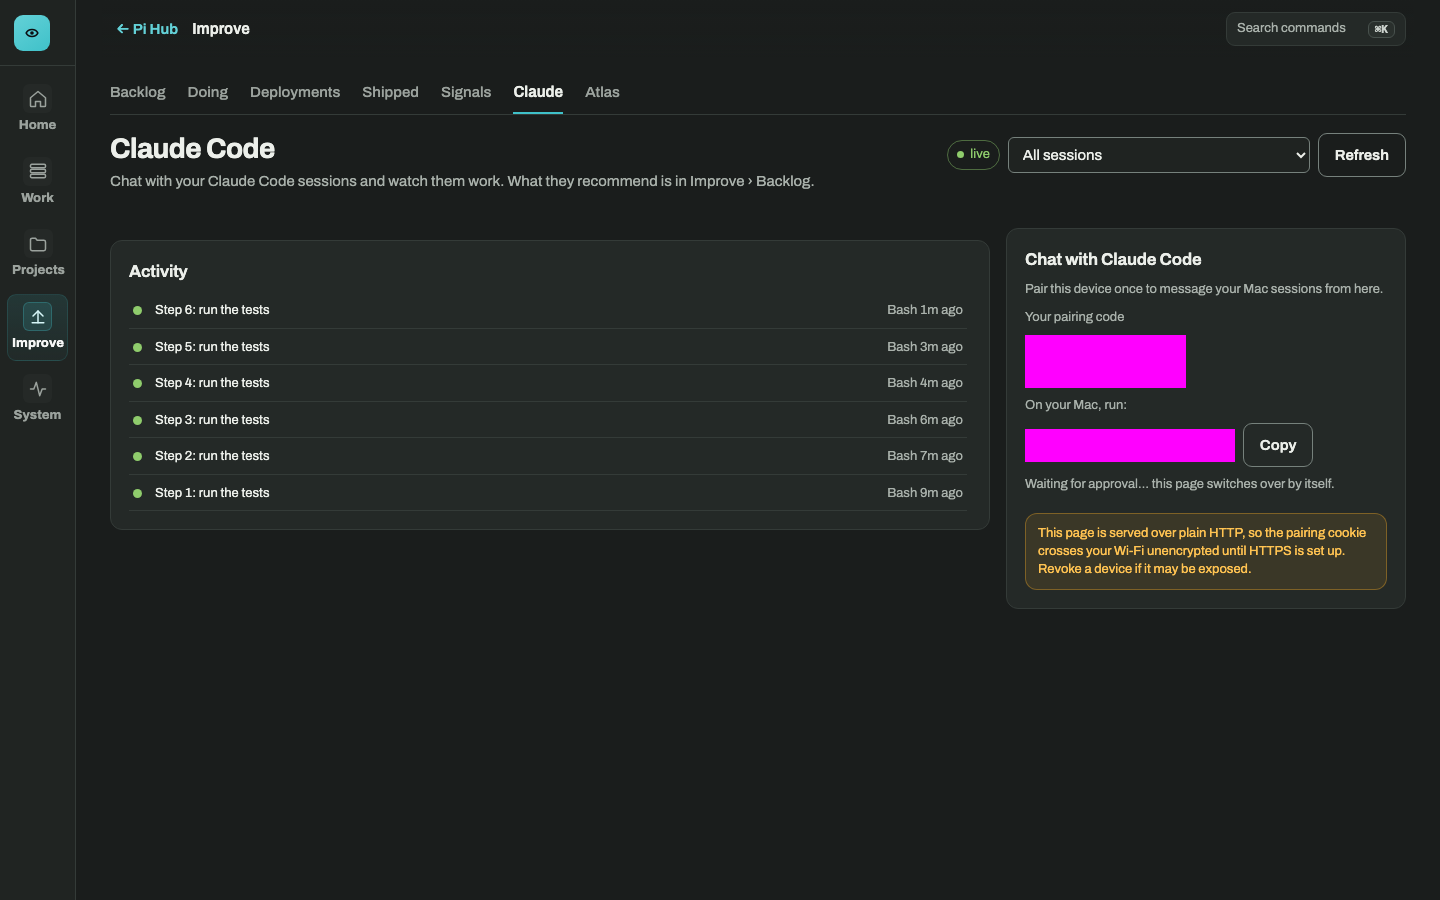 ← Pi Hub Improve
Search commands ⌘K
Home
Work
Projects
Improve
System
Backlog Doing Deployments Shipped Signals Claude Atlas
Claude Code
Chat with your Claude Code sessions and watch them work. What they recommend is in Improve › Backlog.
live
All sessions
Refresh
Activity
Step 6: run the tests Bash 1m ago
Step 5: run the tests Bash 3m ago
Step 4: run the tests Bash 4m ago
Step 3: run the tests Bash 6m ago
Step 2: run the tests Bash 7m ago
Step 1: run the tests Bash 9m ago
Chat with Claude Code
Pair this device once to message your Mac sessions from here.
Your pairing code
On your Mac, run:
Copy
Waiting for approval... this page switches over by itself.
This page is served over plain HTTP, so the pairing cookie
crosses your Wi-Fi unencrypted until HTTPS is set up.
Revoke a device if it may be exposed.